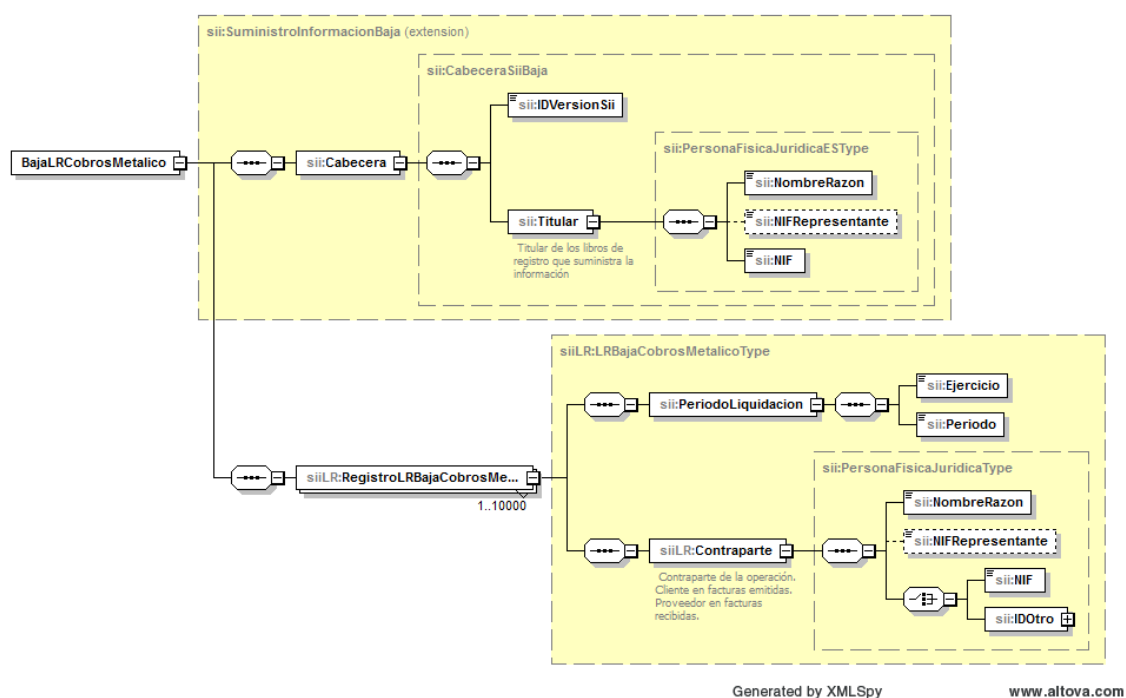 sii:SuministroInformacionBaja (extension)
sii:CabeceraSiiBaja
sii:IDVersionSii
BajaLRCobrosMetalico
sii:Cabecera
sii:PersonaFisicaJuridicaESType
sii:NombreRazon
sii:Titular
sii:NIFRepresentante
Titular de los libros de
registro que suministra la
información
sii:NIF
siiLR:LRBajaCobrosMetalicoType
sii:PeriodoLiquidacion
sii:Ejercicio
sii:Periodo
siiLR:RegistroLRBajaCobrosMe...
1..10000
sii:PersonaFisicaJuridicaType
sii:NombreRazon
siiLR:Contraparte
sii:NIFRepresentante
Contraparte de la operación.
Cliente en facturas emitidas.
Proveedor en facturas
recibidas.
sii:NIF
sii:IDOtro
Generated by XMLSpy
www.altova.com